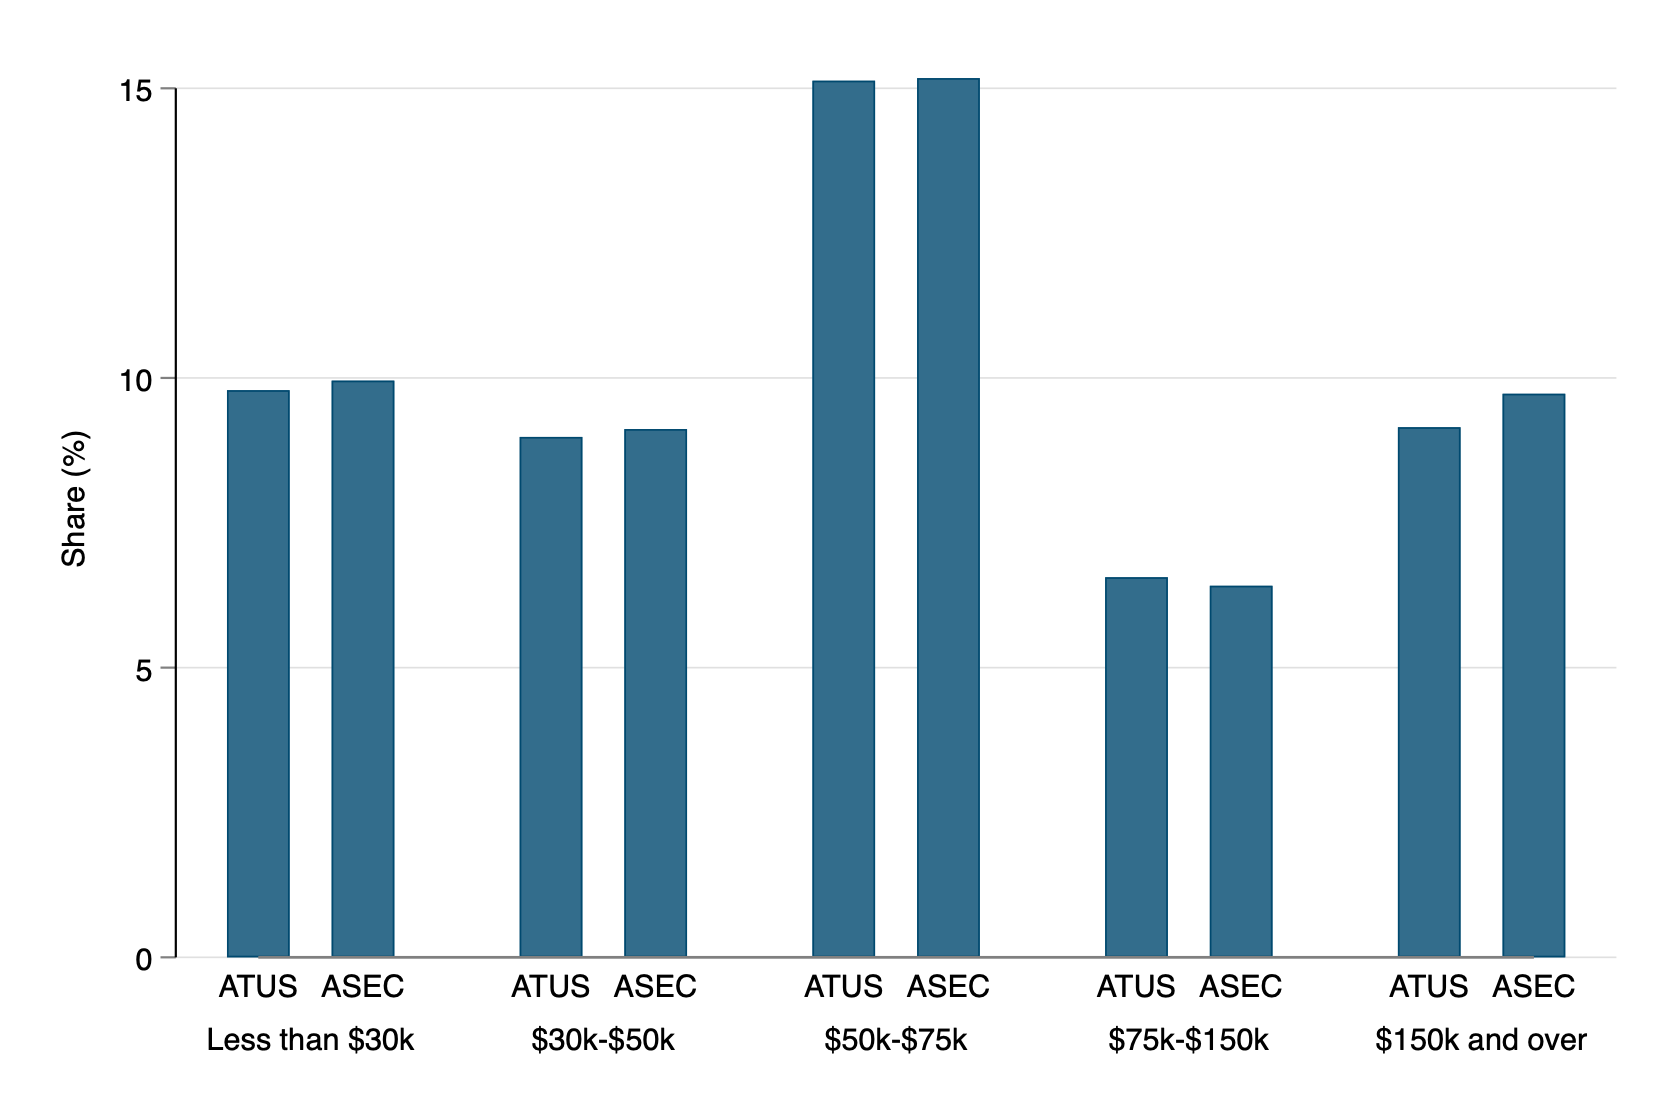 Share (%)
15
10
5
0
ATUS ASEC ATUS ASEC ATUS ASEC ATUS ASEC ATUS ASEC
Less than $30k $30k-$50k $50k-$75k $75k-$150k $150k and over